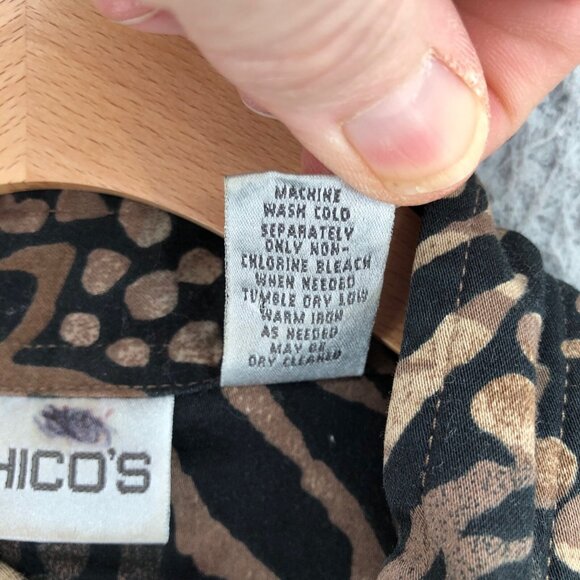 MACHINE
WASH COLD
SEPARATELY
ONLY NON-
CHLORINE BLEACH
WHEN NEEDED
TUMBLE DRY LOW
WARM IRON
AS NEEDED
MAY BE
DRY CLEANED
HICO'S